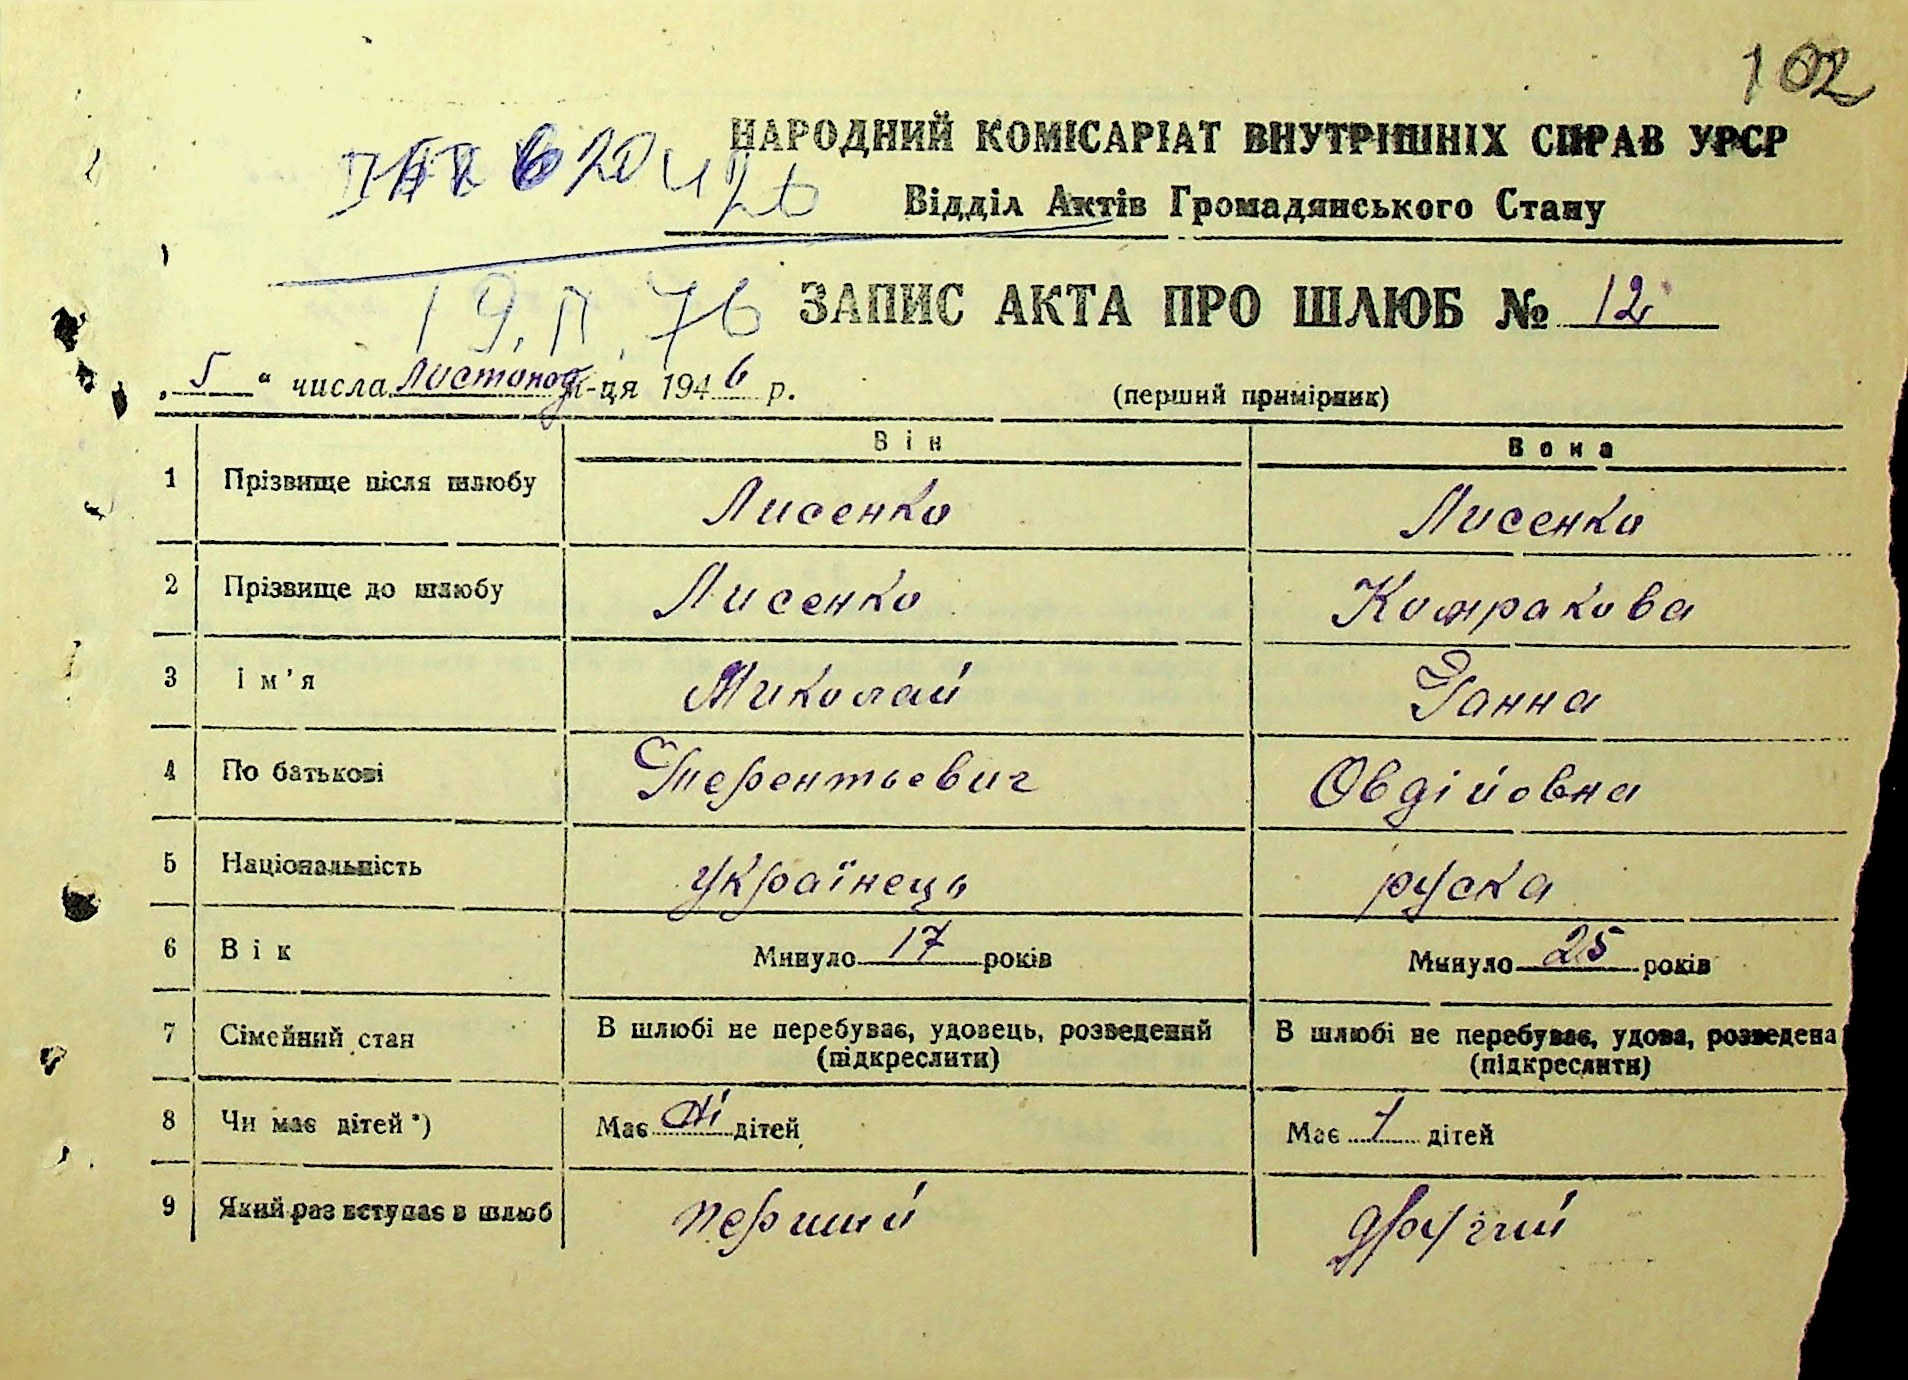 102
НАРОДНИЙ КОМІСАРІАТ ВНУТРІШНІХ СПРАВ УРСР
620426
Відділ Актів Громадянського Стану
19. II. 76
ЗАПИС АКТА ПРО ШЛЮБ № 12
„5“ числа Листопад м-ця 1946 р. (перший примірник)
Він Вона
1 Прізвище після шлюбу Лисенко Лисенко
2 Прізвище до шлюбу Лисенко
3 Ім’я Миколай Ганна
4 По батькові Терентьевич Овдійовна
5 Національність українець руска
6 Вік Минуло 17 років Минуло 25 років
7 Сімейний стан В шлюбі не перебуває, удовець, розведений В шлюбі не перебуває, удова, розведена
(підкреслити) (підкреслити)
8 Чи має дітей*) Має ні дітей Має 1 дітей
9 Який раз вступає в шлюб перший другий